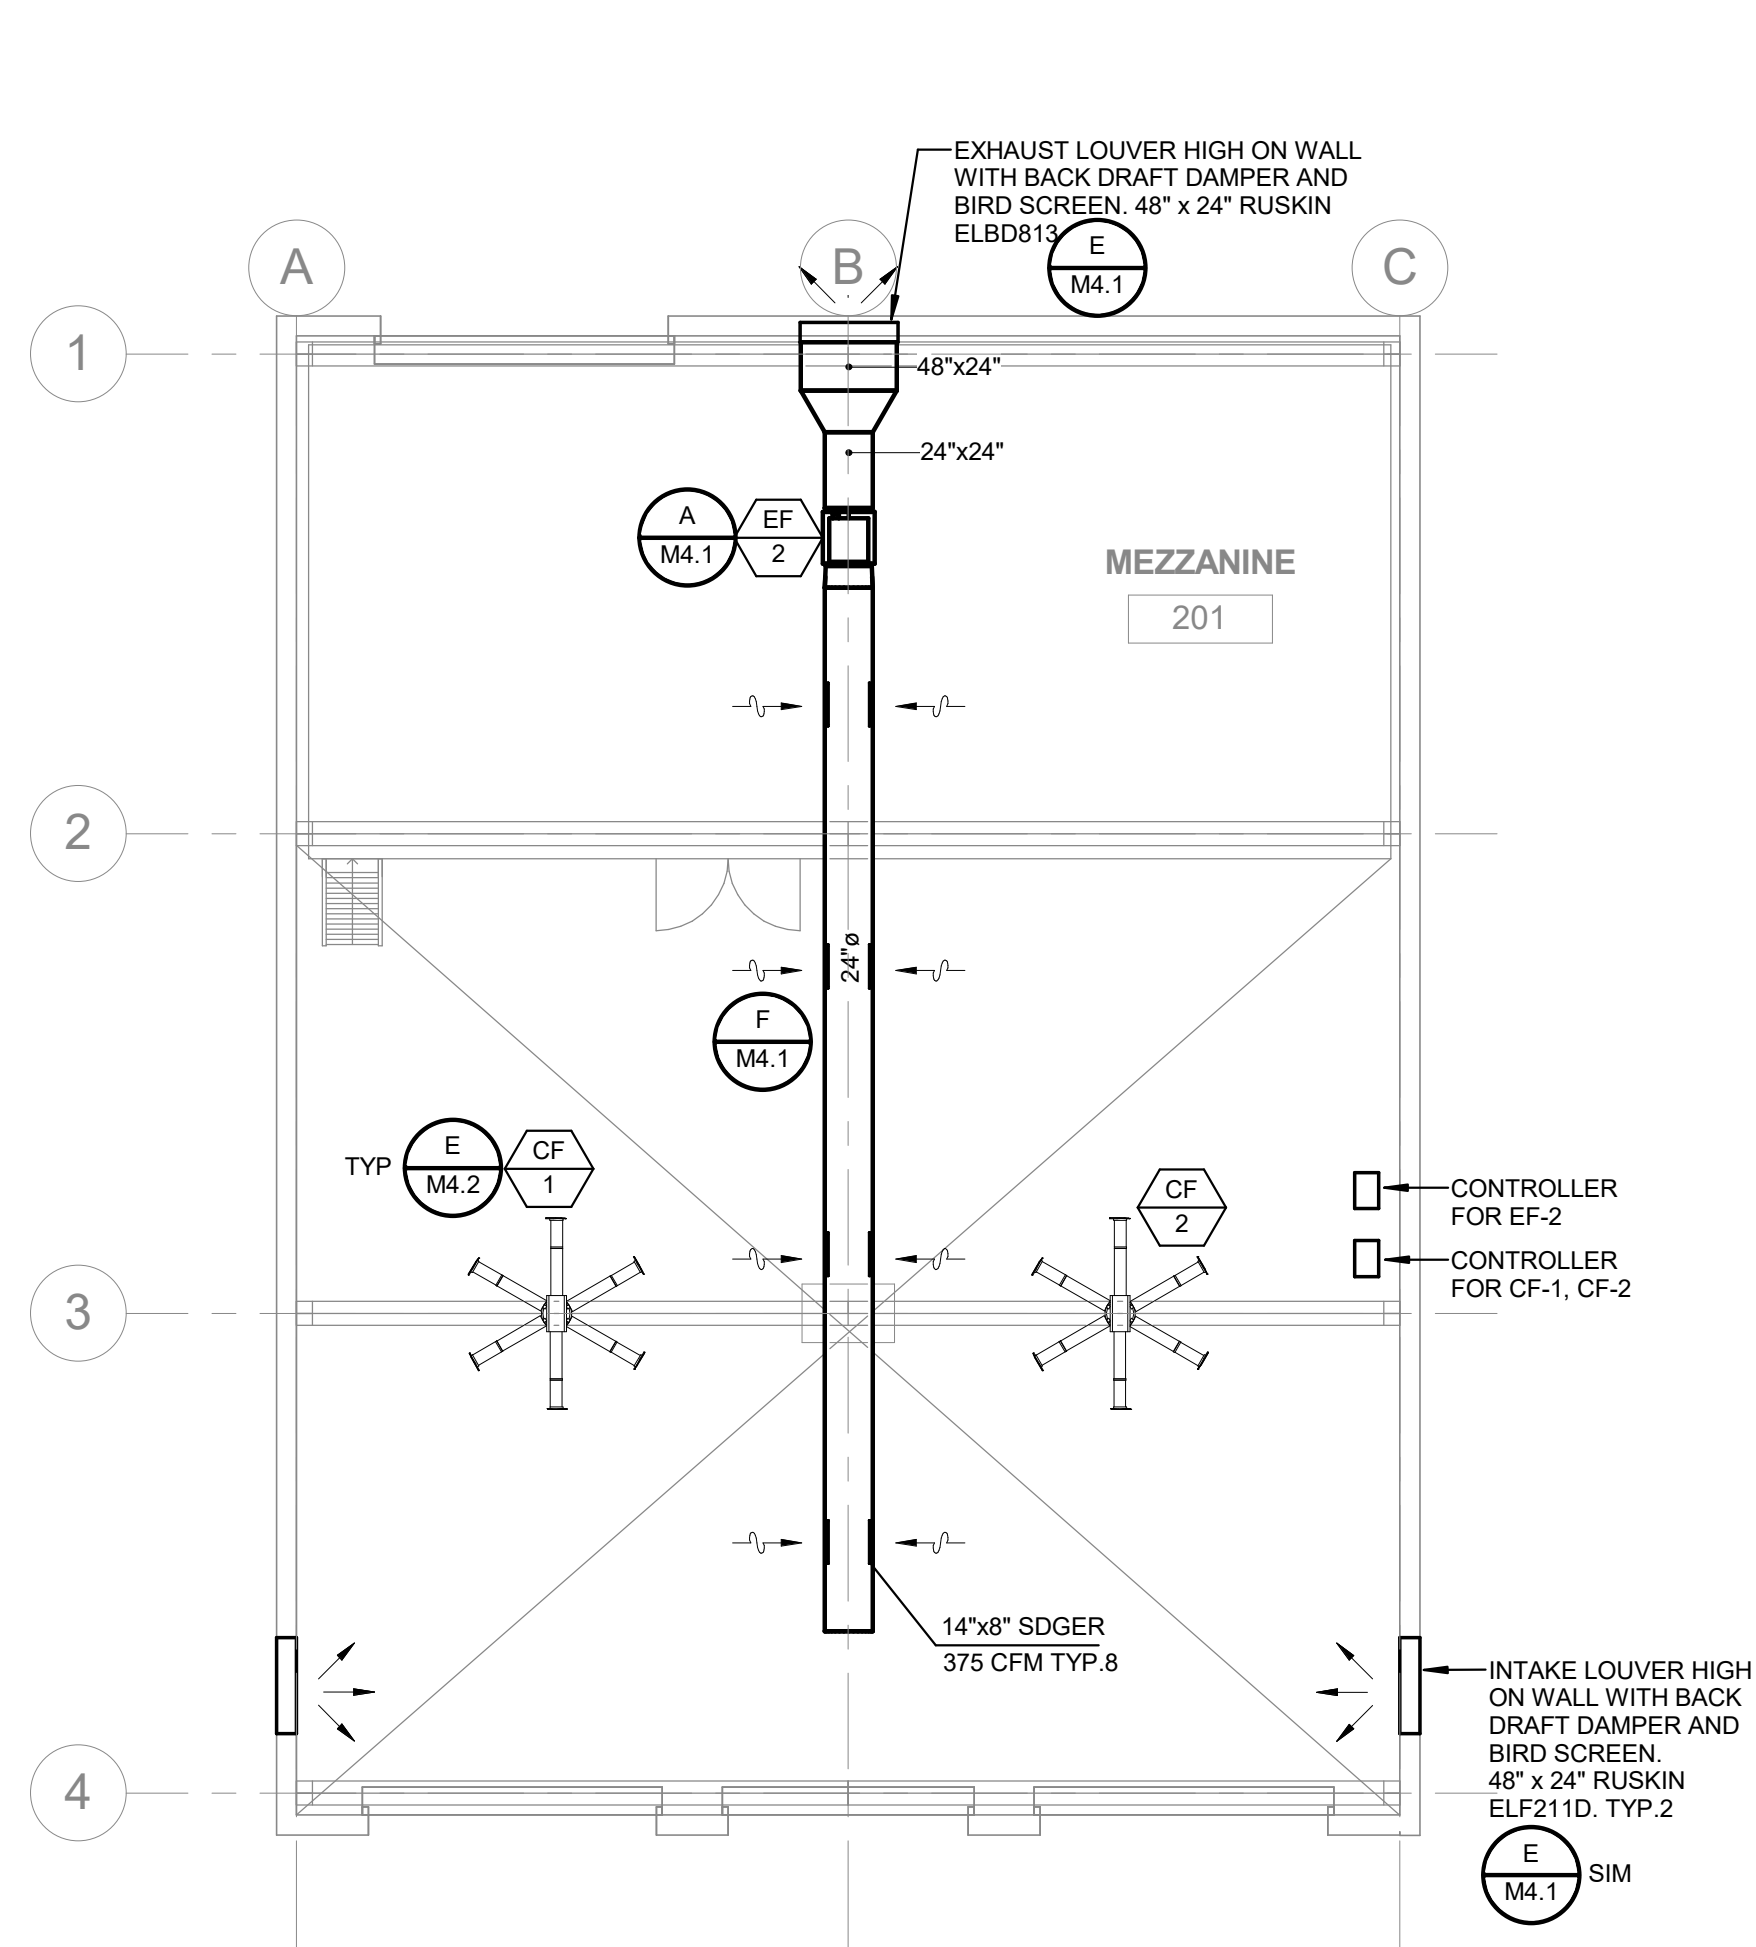 EXHAUST LOUVER HIGH ON WALL
WITH BACK DRAFT DAMPER AND
BIRD SCREEN. 48" x 24" RUSKIN
ELBD813
E
M4.1
A
B
C
1
48"x24"
24"x24"
A
M4.1
EF
2
MEZZANINE
201
2
24"ø
F
M4.1
TYP
E
M4.2
CF
1
CF
2
CONTROLLER
FOR EF-2
CONTROLLER
FOR CF-1, CF-2
3
14"x8" SDGER
375 CFM TYP.8
INTAKE LOUVER HIGH
ON WALL WITH BACK
DRAFT DAMPER AND
BIRD SCREEN.
48" x 24" RUSKIN
ELF211D. TYP.2
4
E
M4.1
SIM